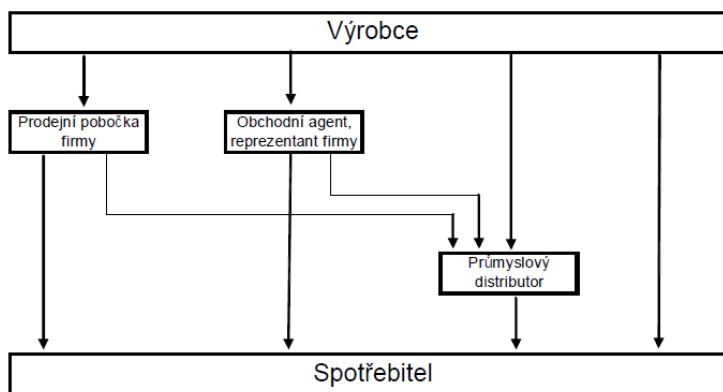 Výrobce
Prodejní pobočka
firmy
Obchodní agent,
reprezentant firmy
Průmyslový
distributor
Spotřebitel